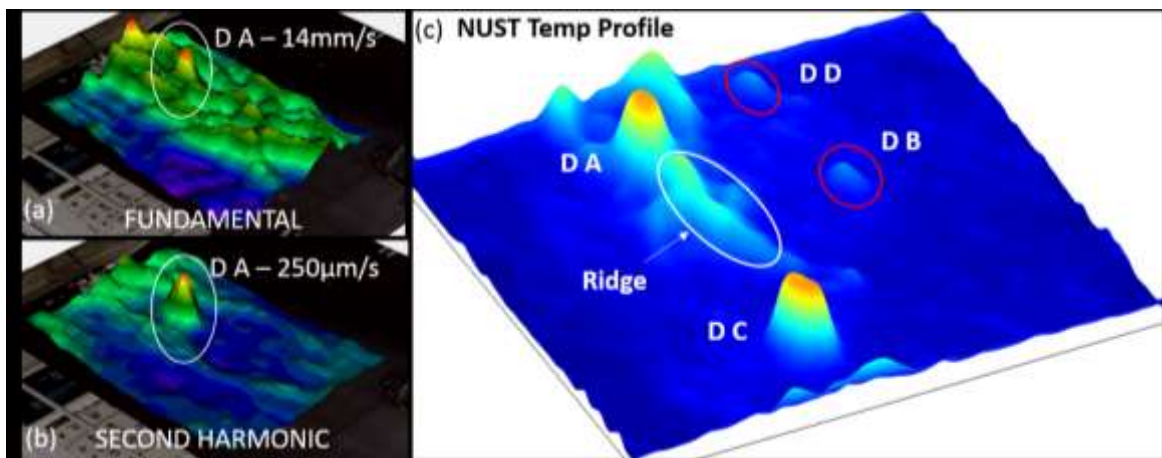 D A – 14mm/s
(a)
FUNDAMENTAL
D A – 250µm/s
(b)
SECOND HARMONIC
(c) NUST Temp Profile
D D
D B
D A
Ridge
D C